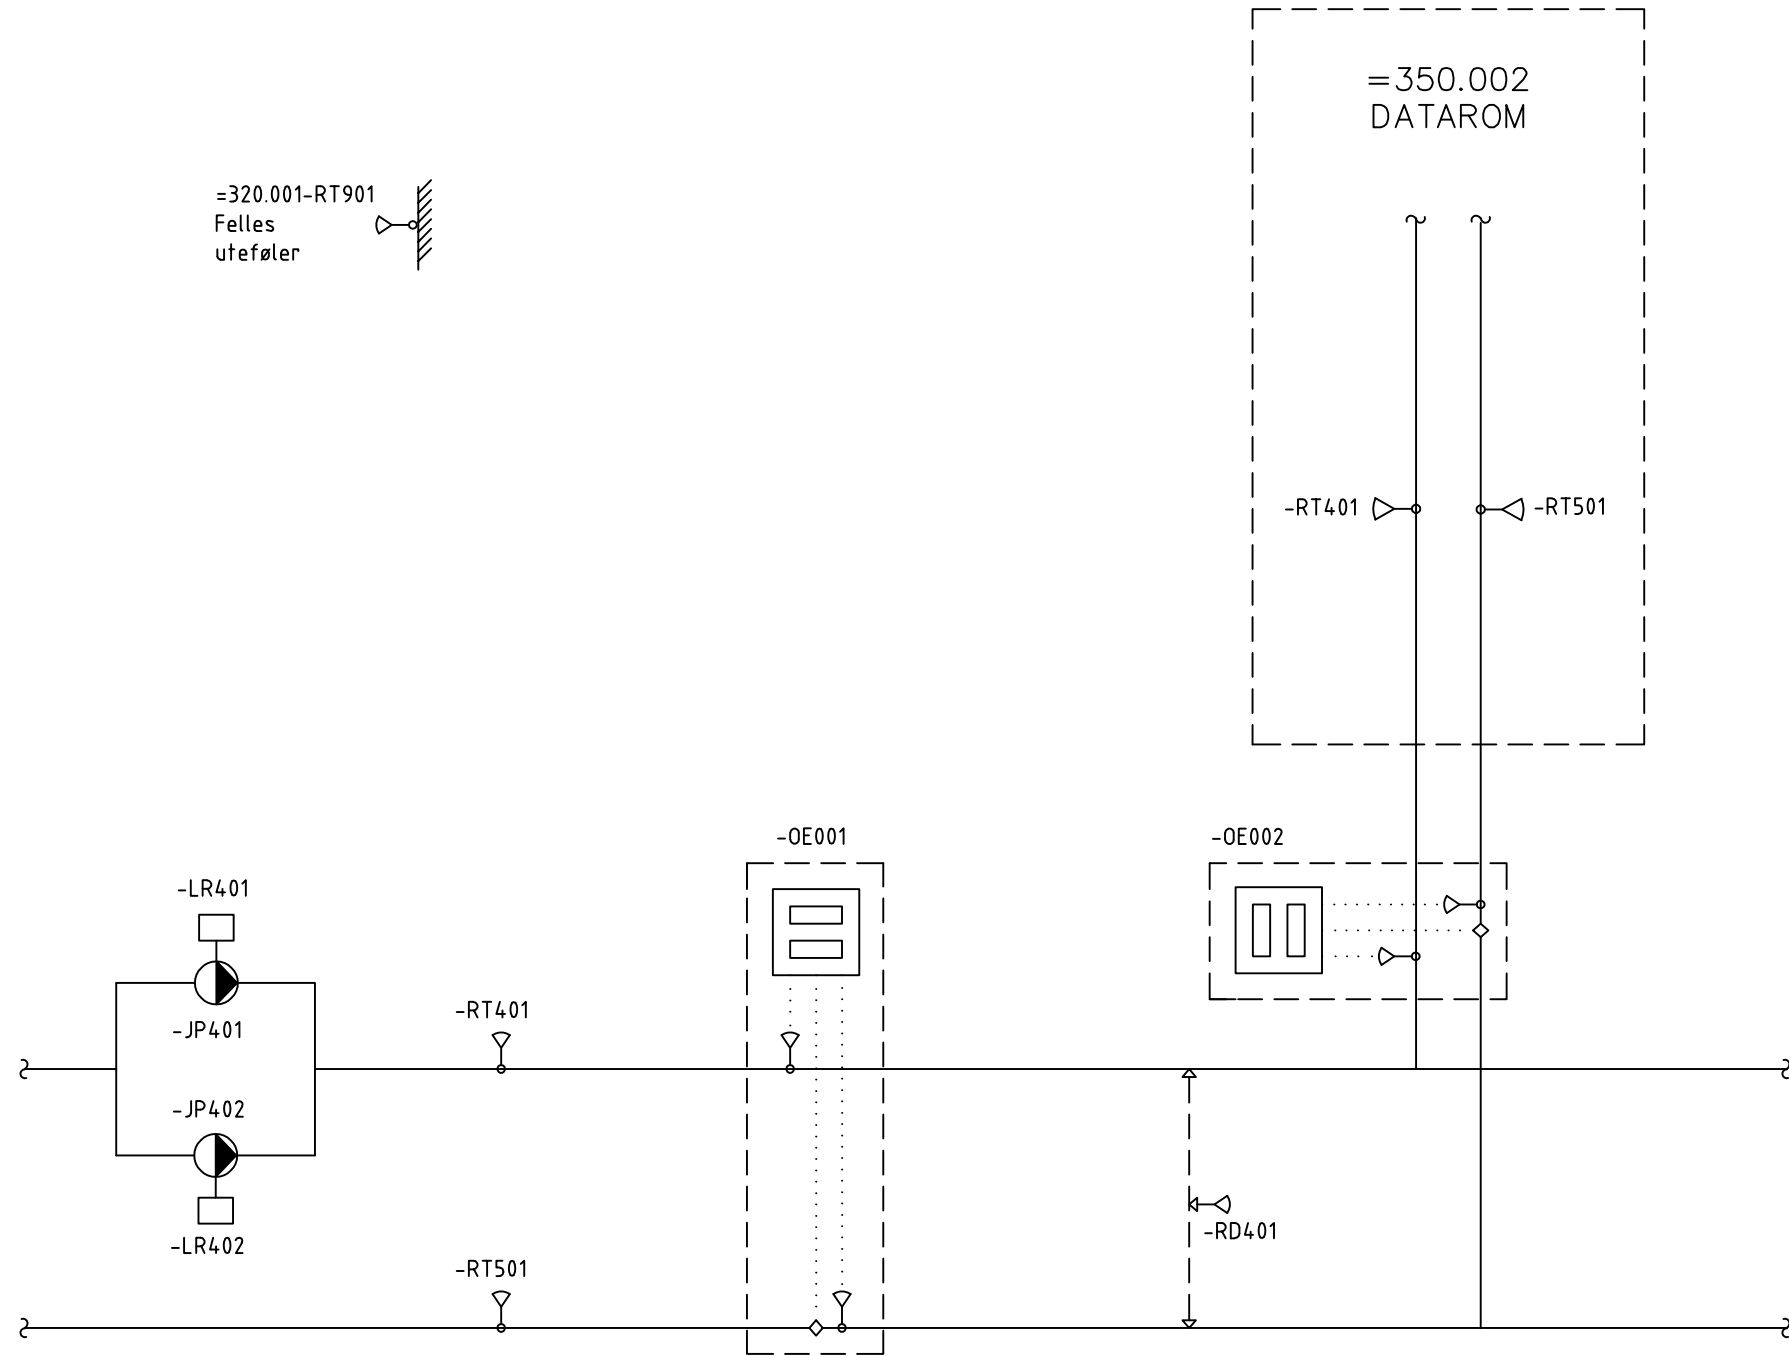 =350.002
DATAROM
=320.001-RT901
Felles
uteføler
-RT401
-RT501
-OE001
-OE002
-LR401
-JP401
-RT401
-JP402
-LR402
-RD401
-RT501